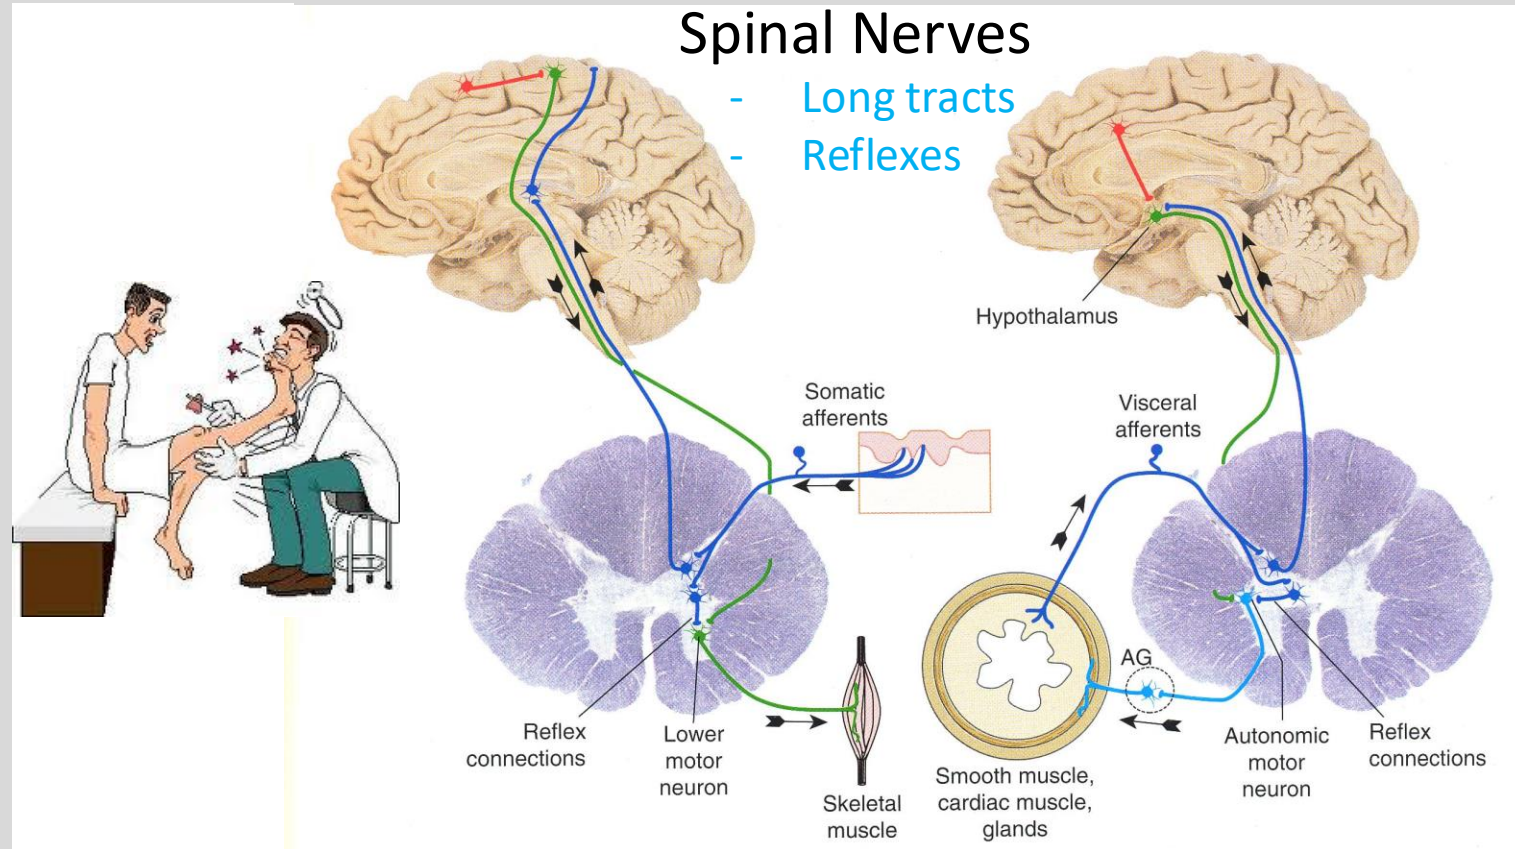 Spinal Nerves
- Long tracts
- Reflexes
Hypothalamus
Somatic
afferents
Visceral
afferents
AG
Reflex
connections
Lower
motor
neuron
Skeletal
muscle
Smooth muscle,
cardiac muscle,
glands
Autonomic
motor
neuron
Reflex
connections